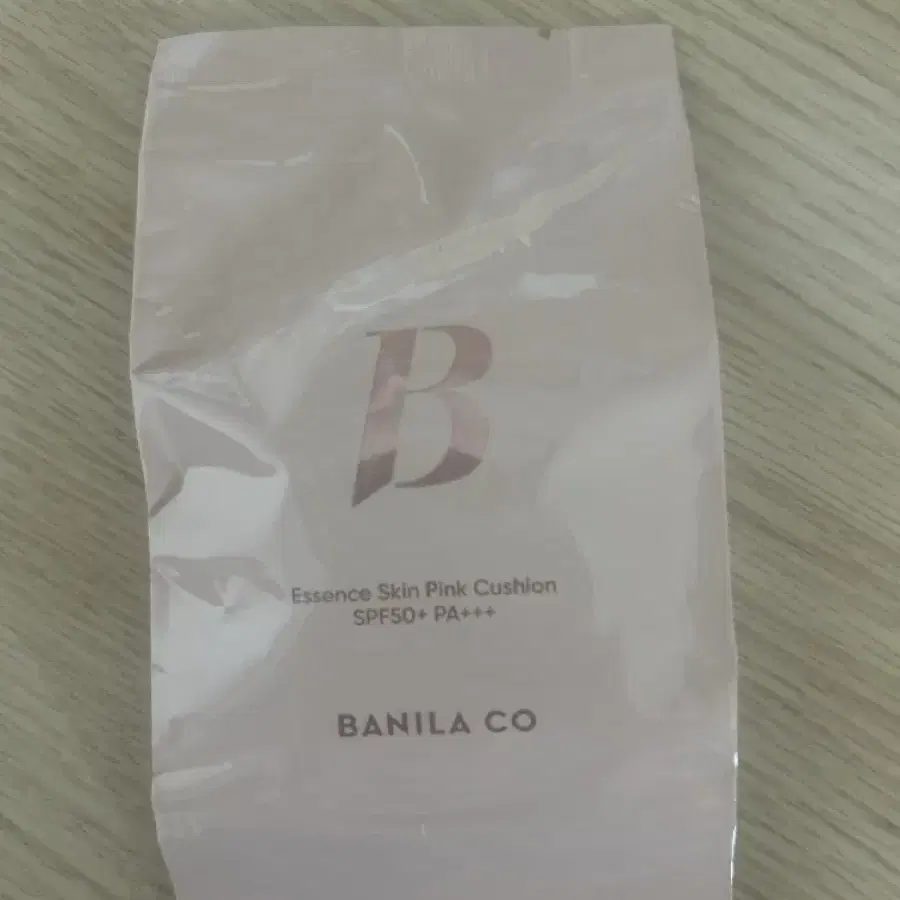 B
Essence Skin Pink Cushion
SPF50+ PA+++
BANILA CO